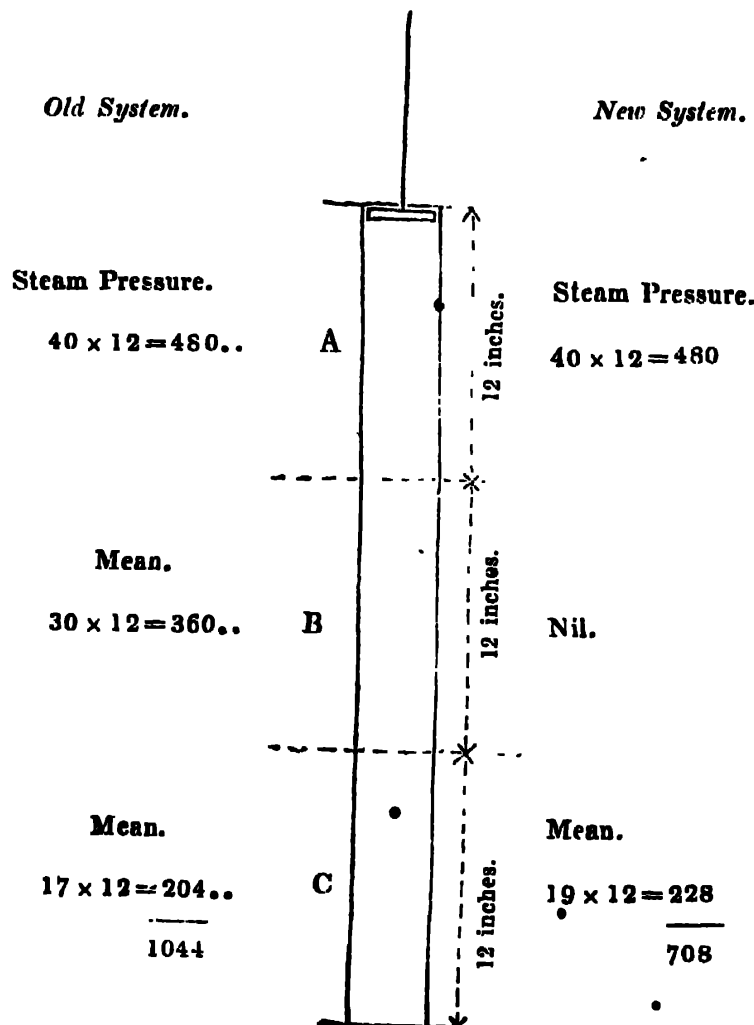 Old System.
New System.
Steam Pressure.
40 × 12=480..
A
12 inches.
Steam Pressure.
40 × 12=480
Mean.
30 × 12=360..
B
12 inches.
Nil.
Mean.
17 × 12=204..
1044
C
12 inches.
Mean.
19 × 12=228
708